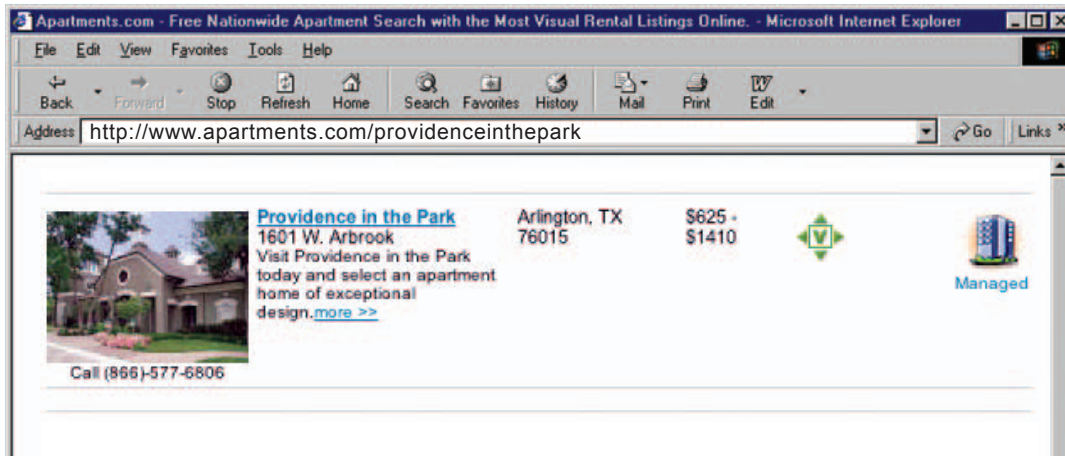 Apartments.com - Free Nationwide Apartment Search with the Most Visual Rental Listings Online. - Microsoft Internet Explorer
File Edit View Favorites Tools Help
Back Forward Stop Refresh Home Search Favorites History Mail Print Edit
Address http://www.apartments.com/providenceinthepark Go Links »
Providence in the Park
1601 W. Arbrook
Visit Providence in the Park
today and select an apartment
home of exceptional
design.more >>
Arlington, TX
76015
$625 -
$1410
V
Managed
Call (866)-577-6806